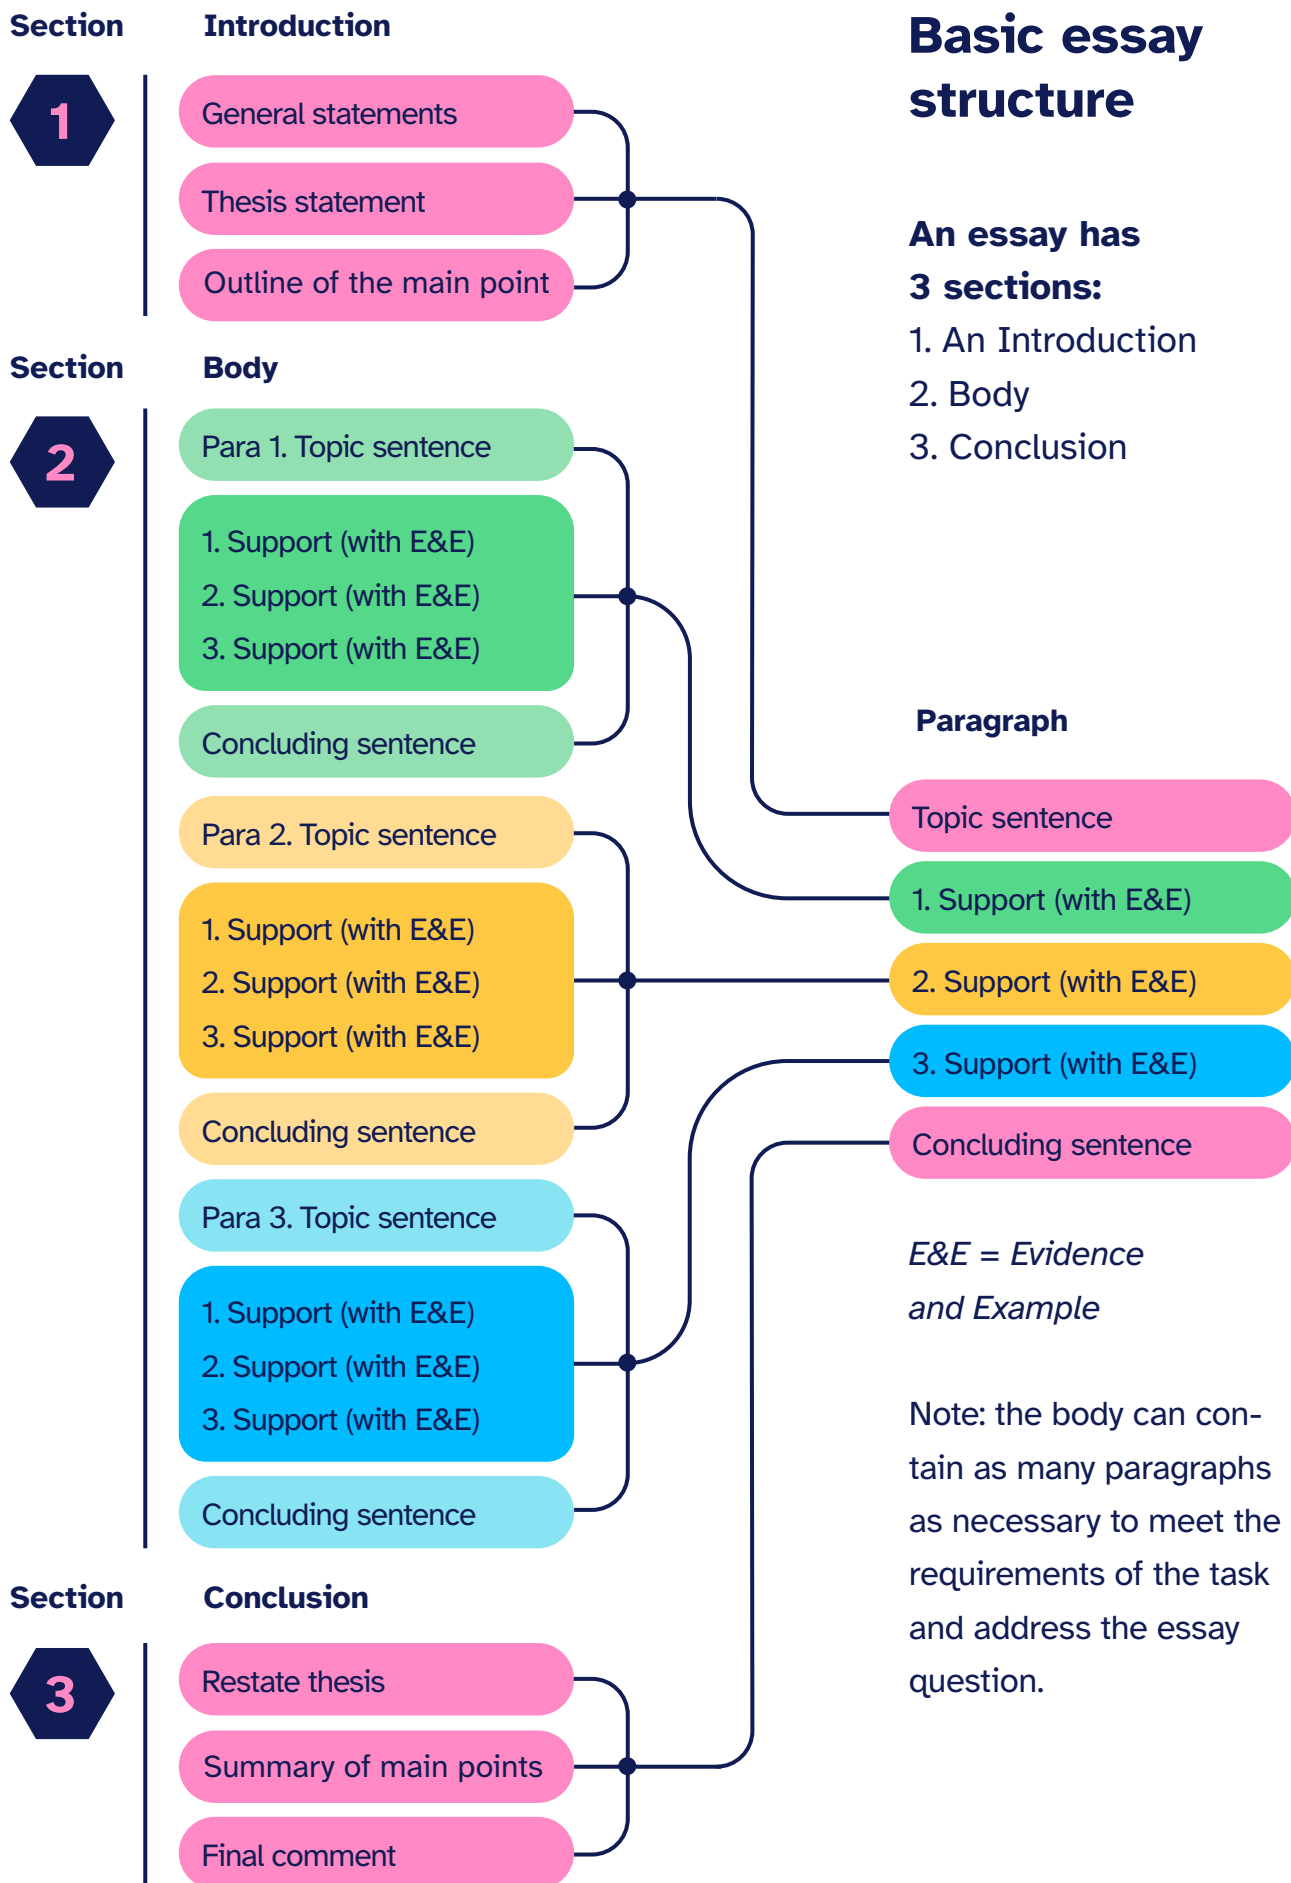 Basic essay
structure
An essay has
3 sections:
1. An Introduction
2. Body
3. Conclusion
Section Introduction
1
General statements
Thesis statement
Outline of the main point
Section Body
2
Para 1. Topic sentence
1. Support (with E&E)
2. Support (with E&E)
3. Support (with E&E)
Concluding sentence
Para 2. Topic sentence
1. Support (with E&E)
2. Support (with E&E)
3. Support (with E&E)
Concluding sentence
Para 3. Topic sentence
1. Support (with E&E)
2. Support (with E&E)
3. Support (with E&E)
Concluding sentence
Section Conclusion
3
Restate thesis
Summary of main points
Final comment
Paragraph
Topic sentence
1. Support (with E&E)
2. Support (with E&E)
3. Support (with E&E)
Concluding sentence
E&E = Evidence
and Example
Note: the body can con-
tain as many paragraphs
as necessary to meet the
requirements of the task
and address the essay
question.